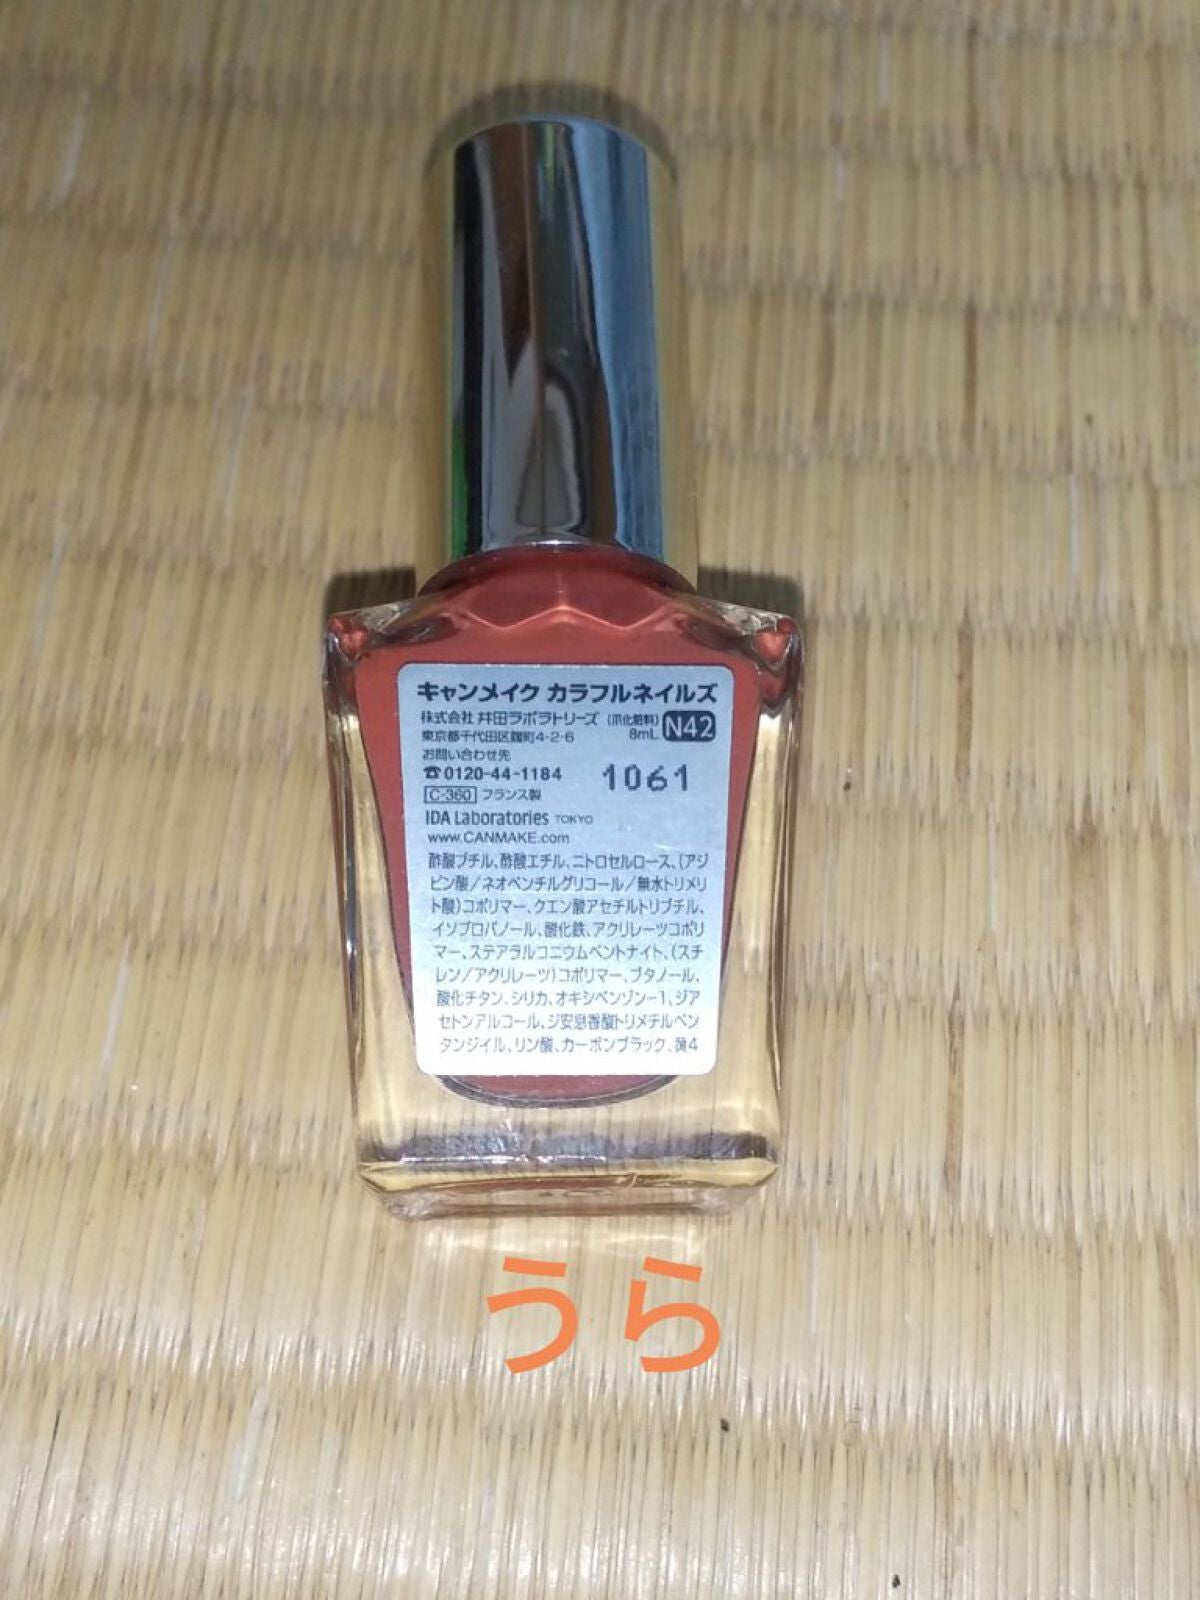 キャンメイク カラフルネイルズ
株式会社 井田ラボラトリーズ (爪化粧料)
東京都千代田区麹町4-2-6 8mL N42
お問い合わせ先
☎0120-44-1184 1061
C-360 フランス製
IDA Laboratories TOKYO
www.CANMAKE.com
酢酸ブチル、酢酸エチル、ニトロセルロース、(アジ
ピン酸/ネオペンチルグリコール/無水トリメリ
ト酸)コポリマー、クエン酸アセチルトリブチル、
イソプロパノール、酸化鉄、アクリレーツコポリ
マー、ステアラルコニウムベントナイト、(スチ
レン/アクリレーツ)コポリマー、ブタノール、
酸化チタン、シリカ、オキシベンゾン-1、ジア
セトンアルコール、ジ安息香酸トリメチルペン
タンジイル、リン酸、カーボンブラック、黄4
うら